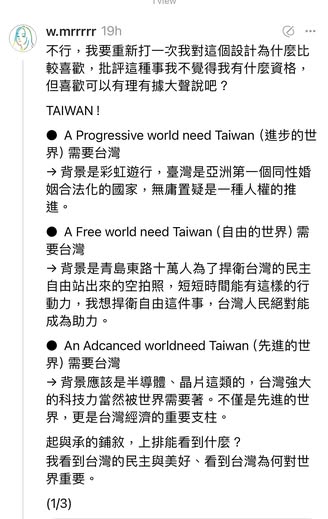 1 view
w.mrrrrr 19h
不行，我要重新打一次我對這個設計為什麼比
較喜歡，批評這種事我不覺得我有什麼資格，
但喜歡可以有理有據大聲說吧？
TAIWAN！
● A Progressive world need Taiwan (進步的世
界) 需要台灣
→ 背景是彩虹遊行，臺灣是亞洲第一個同性婚
姻合法化的國家，無庸置疑是一種人權的推
進。
● A Free world need Taiwan (自由的世界) 需
要台灣
→ 背景是青島東路十萬人為了捍衛台灣的民主
自由站出來的空拍照，短短時間能有這樣的行
動力，我想捍衛自由這件事，台灣人民絕對能
成為助力。
● An Adcanced worldneed Taiwan (先進的世
界) 需要台灣
→ 背景應該是半導體、晶片這類的，台灣強大
的科技力當然被世界需要著。不僅是先進的世
界，更是台灣經濟的重要支柱。
起與承的鋪敘，上排能看到什麼？
我看到台灣的民主與美好、看到台灣為何對世
界重要。
(1/3)